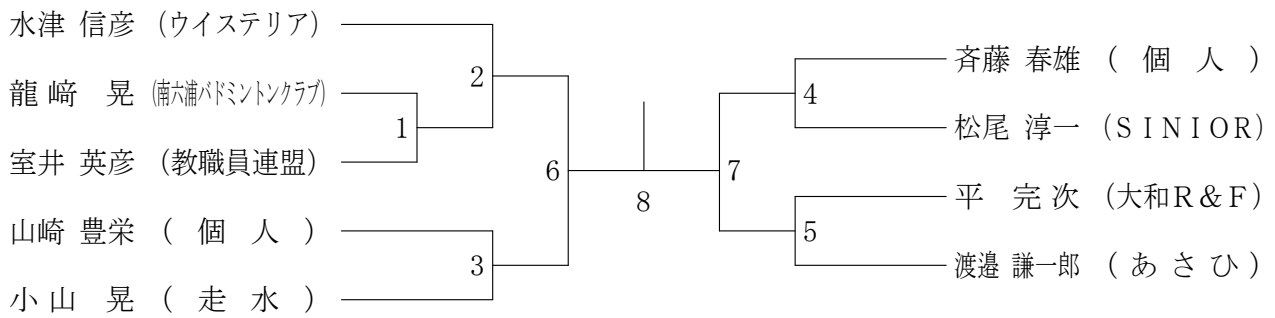 水津 信彦 （ウイステリア）
龍﨑 晃 （南六浦バドミントンクラブ）
室井 英彦 （教職員連盟）
山崎 豊栄 （ 個 人 ）
小山 晃 （ 走 水 ）
2
1
3
6
8
7
4
5
斉藤 春雄 （ 個 人 ）
松尾 淳一 （ＳＩＮＩＯＲ）
平 完次 （大和Ｒ＆Ｆ）
渡邉 謙一郎 （ あ さ ひ ）